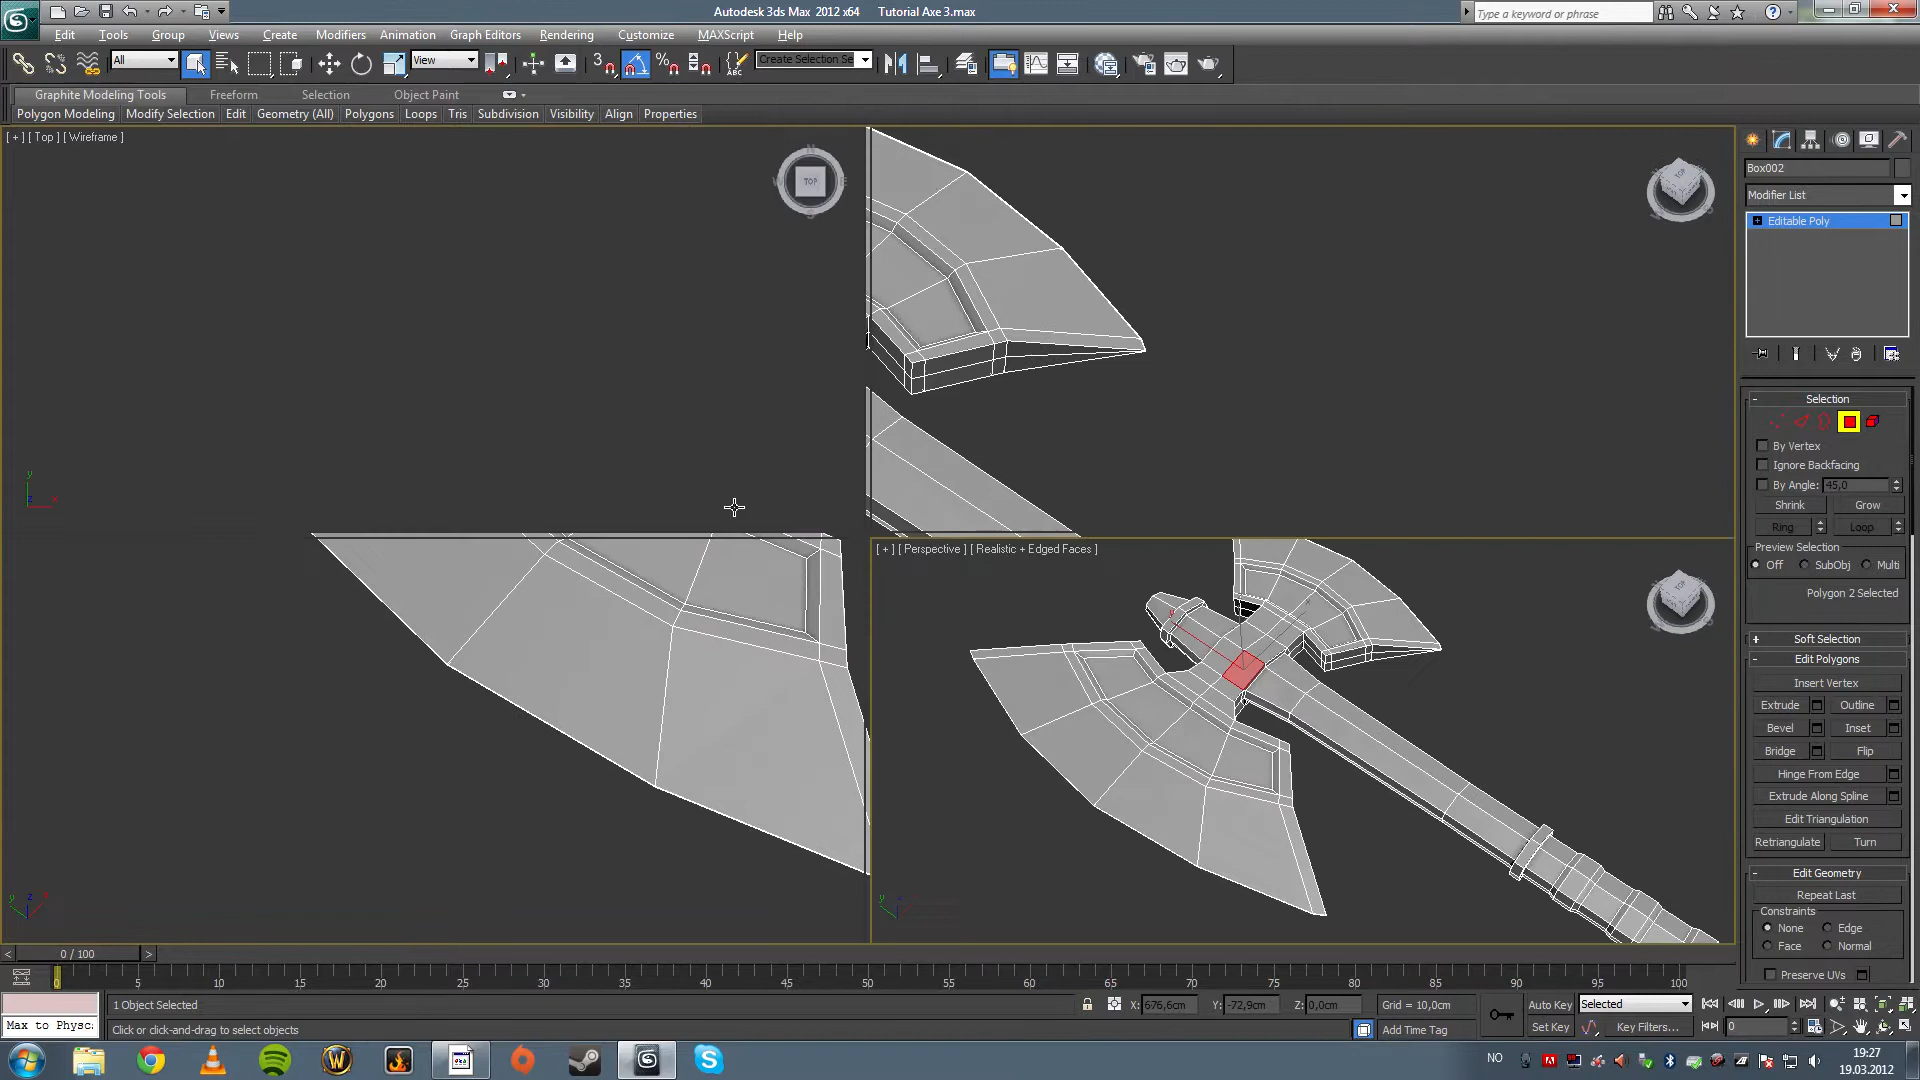 Autodesk 3ds Max 2012 x64 Tutorial Axe 3.max
Type a keyword or phrase
Edit Tools Group Views Create Modifiers Animation Graph Editors Rendering Customize MAXScript Help
All View 3 Create Selection Se
Graphite Modeling Tools Freeform Selection Object Paint
Polygon Modeling Modify Selection Edit Geometry (All) Polygons Loops Tris Subdivision Visibility Align Properties
[ + ] [ Top ] [ Wireframe ]
TOP
Box002
Modifier List
Editable Poly
Selection
By Vertex
Ignore Backfacing
By Angle: 45,0
Shrink Grow
Ring Loop
Preview Selection
Off SubObj Multi
Polygon 2 Selected
[ + ] [ Perspective ] [ Realistic + Edged Faces ]
Soft Selection
Edit Polygons
Insert Vertex
Extrude Outline
Bevel Inset
Bridge Flip
Hinge From Edge
Extrude Along Spline
Edit Triangulation
Retriangulate Turn
Edit Geometry
Repeat Last
Constraints
None Edge
Face Normal
Preserve UVs
0 / 100
0 5 10 15 20 25 30 35 40 45 50 55 60 65 70 75 80 85 90 95 100
1 Object Selected X: 676,6cm Y: -72,9cm Z: 0,0cm Grid = 10,0cm Auto Key Selected
Max to Physc: Click or click-and-drag to select objects Add Time Tag Set Key Key Filters... 0
NO 19:27
19.03.2012